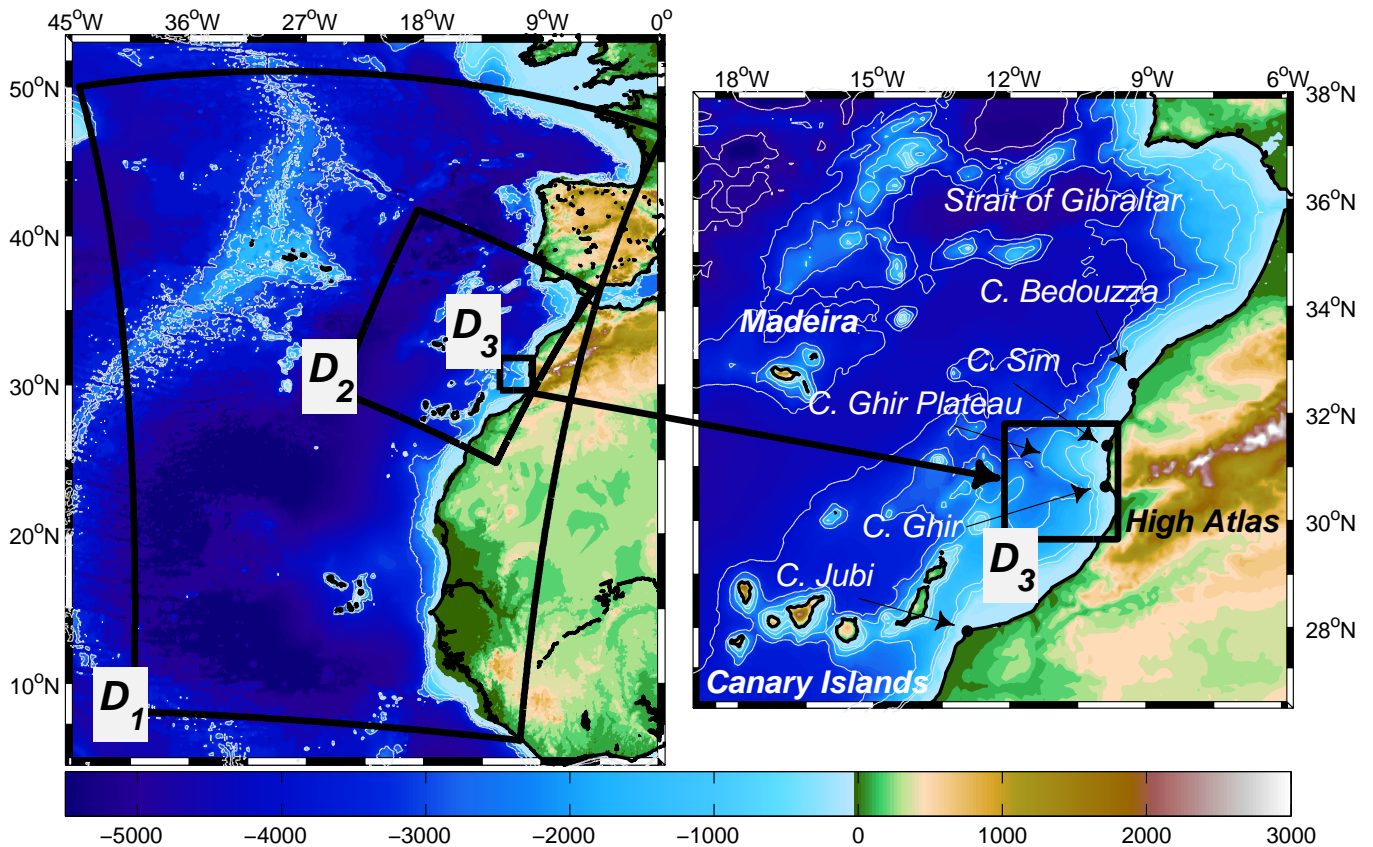 45°W 36°W 27°W 18°W 9°W 0°
50°N
40°N
30°N
20°N
10°N
D1
D2
D3
18°W 15°W 12°W 9°W 6°W
38°N
36°N
34°N
32°N
30°N
28°N
Strait of Gibraltar
C. Bedouzza
Madeira
C. Sim
C. Ghir Plateau
C. Ghir
High Atlas
D3
C. Jubi
Canary Islands
−5000 −4000 −3000 −2000 −1000 0 1000 2000 3000